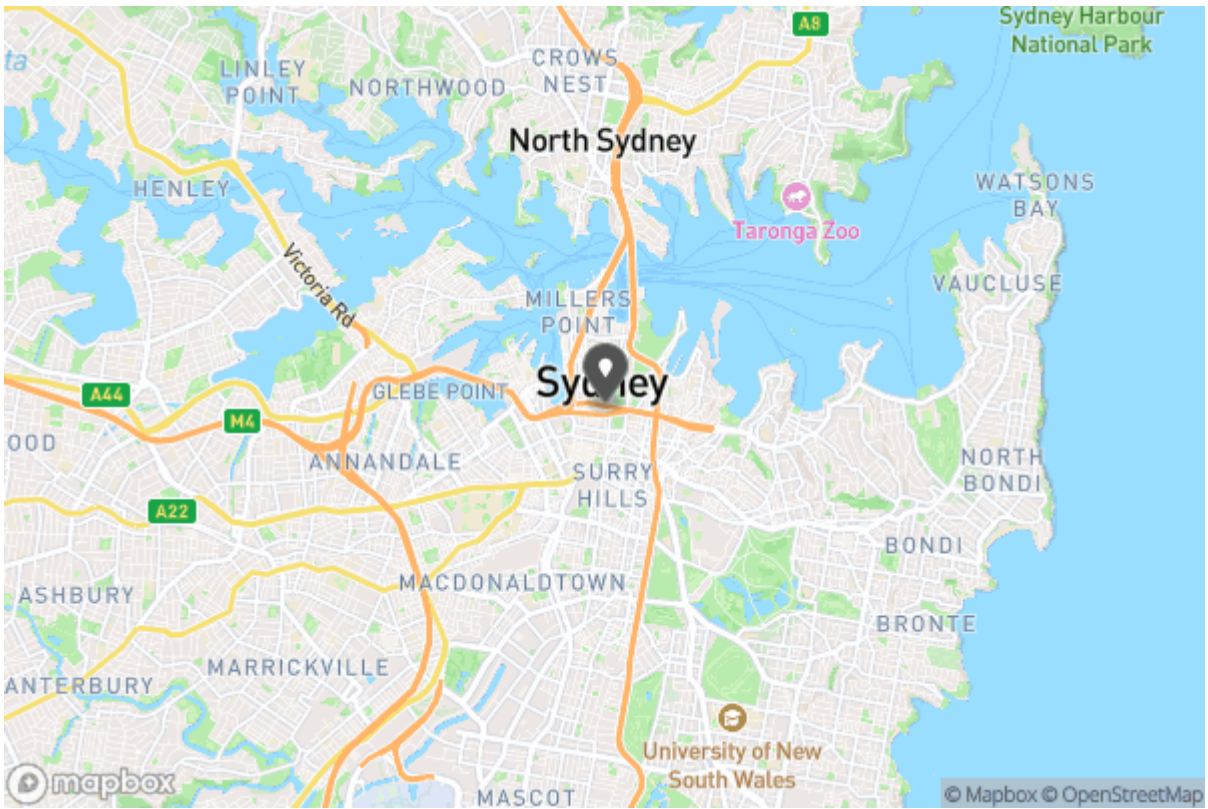 Sydney Harbour
National Park
A8
CROWS
NEST
LINLEY
POINT
NORTHWOOD
ta
North Sydney
HENLEY
WATSONS
BAY
Taronga Zoo
Victoria Rd
VAUCLUSE
MILLERS
POINT
Sydney
A44
GLEBE POINT
M4
OOD
ANNANDALE
SURRY
HILLS
NORTH
BONDI
A22
BONDI
MACDONALDTOWN
ASHBURY
BRONTE
MARRICKVILLE
ANTERBURY
University of New
South Wales
mapbox
MASCOT
© Mapbox © OpenStreetMap